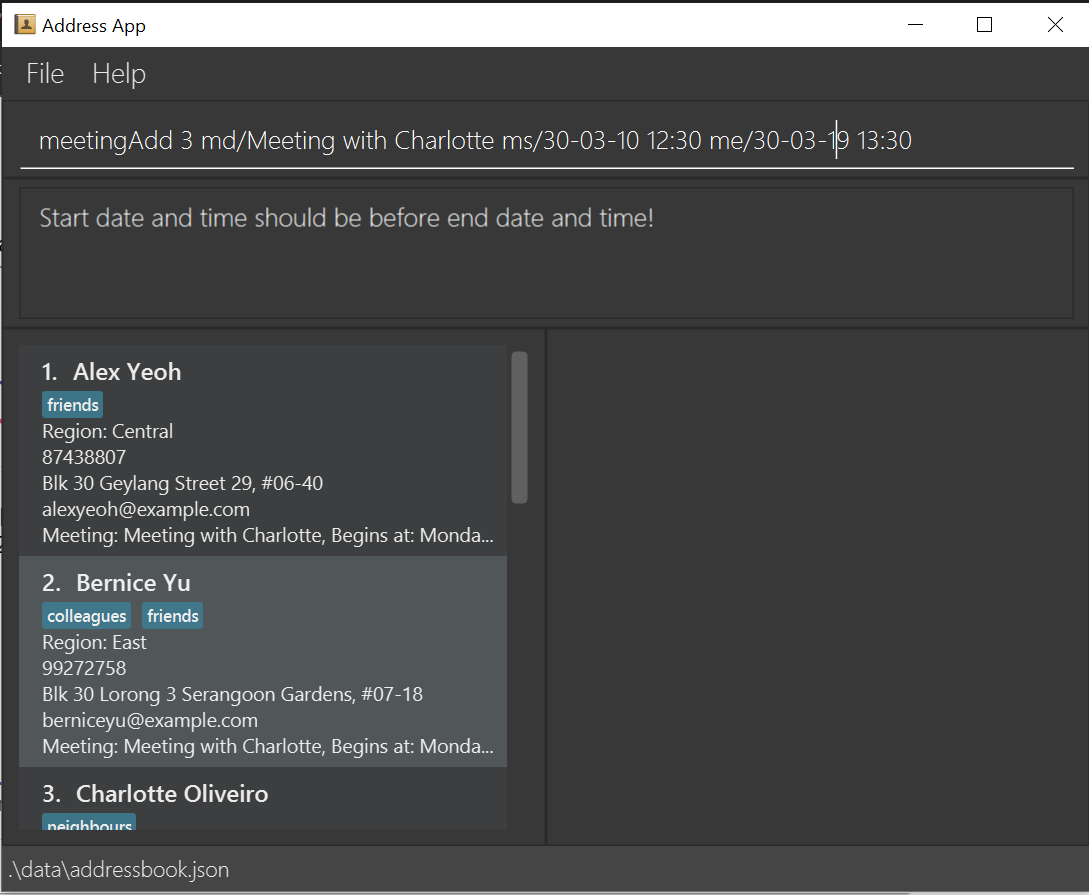 Address App
File Help
meetingAdd 3 md/Meeting with Charlotte ms/30-03-10 12:30 me/30-03-19 13:30
Start date and time should be before end date and time!
1. Alex Yeoh
friends
Region: Central
87438807
Blk 30 Geylang Street 29, #06-40
alexyeoh@example.com
Meeting: Meeting with Charlotte, Begins at: Monda...
2. Bernice Yu
colleagues friends
Region: East
99272758
Blk 30 Lorong 3 Serangoon Gardens, #07-18
berniceyu@example.com
Meeting: Meeting with Charlotte, Begins at: Monda...
3. Charlotte Oliveiro
neighbours
.\data\addressbook.json